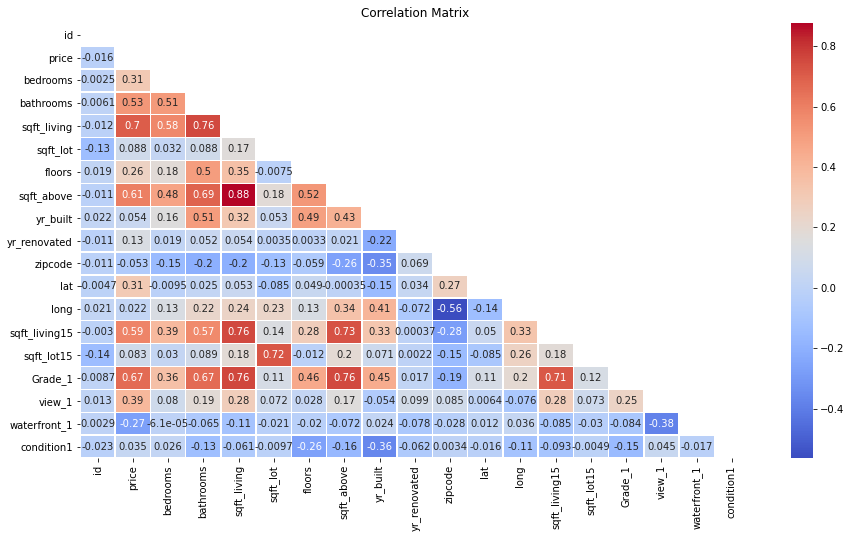 Correlation Matrix
id
price -0.016
bedrooms 0.0025 0.31
bathrooms 0.0061 0.53 0.51
sqft_living -0.012 0.7 0.58 0.76
sqft_lot -0.13 0.088 0.032 0.088 0.17
floors 0.019 0.26 0.18 0.5 0.35 -0.0075
sqft_above -0.011 0.61 0.48 0.69 0.88 0.18 0.52
yr_built 0.022 0.054 0.16 0.51 0.32 0.053 0.49 0.43
yr_renovated -0.011 0.13 0.019 0.052 0.054 0.0035 0.0033 0.021 -0.22
zipcode -0.011 -0.053 -0.15 -0.2 -0.2 -0.13 -0.059 -0.26 -0.35 0.069
lat 0.0047 0.31 -0.0095 0.025 0.053 -0.085 0.049 -0.00035 -0.15 0.034 0.27
long 0.021 0.022 0.13 0.22 0.24 0.23 0.13 0.34 0.41 -0.072 -0.56 -0.14
sqft_living15 -0.003 0.59 0.39 0.57 0.76 0.14 0.28 0.73 0.33 0.00037 -0.28 0.05 0.33
sqft_lot15 -0.14 0.083 0.03 0.089 0.18 0.72 -0.012 0.2 0.071 0.0022 -0.15 -0.085 0.26 0.18
Grade_1 0.0087 0.67 0.36 0.67 0.76 0.11 0.46 0.76 0.45 0.017 -0.19 0.11 0.2 0.71 0.12
view_1 0.013 0.39 0.08 0.19 0.28 0.072 0.028 0.17 -0.054 0.099 0.085 0.0064 -0.076 0.28 0.073 0.25
waterfront_1 0.0029 -0.27 -6.1e-05 -0.065 -0.11 -0.021 -0.02 -0.072 0.024 -0.078 -0.028 0.016 0.036 -0.085 -0.03 -0.084 -0.38
condition1 -0.023 0.035 0.026 -0.13 -0.061 -0.0097 -0.26 -0.16 -0.36 -0.062 0.0034 -0.016 -0.11 -0.093 -0.0049 -0.15 0.045 -0.017
id price bedrooms bathrooms sqft_living sqft_lot floors sqft_above yr_built yr_renovated zipcode lat long sqft_living15 sqft_lot15 Grade_1 view_1 waterfront_1 condition1
0.8
0.6
0.4
0.2
0.0
−0.2
−0.4